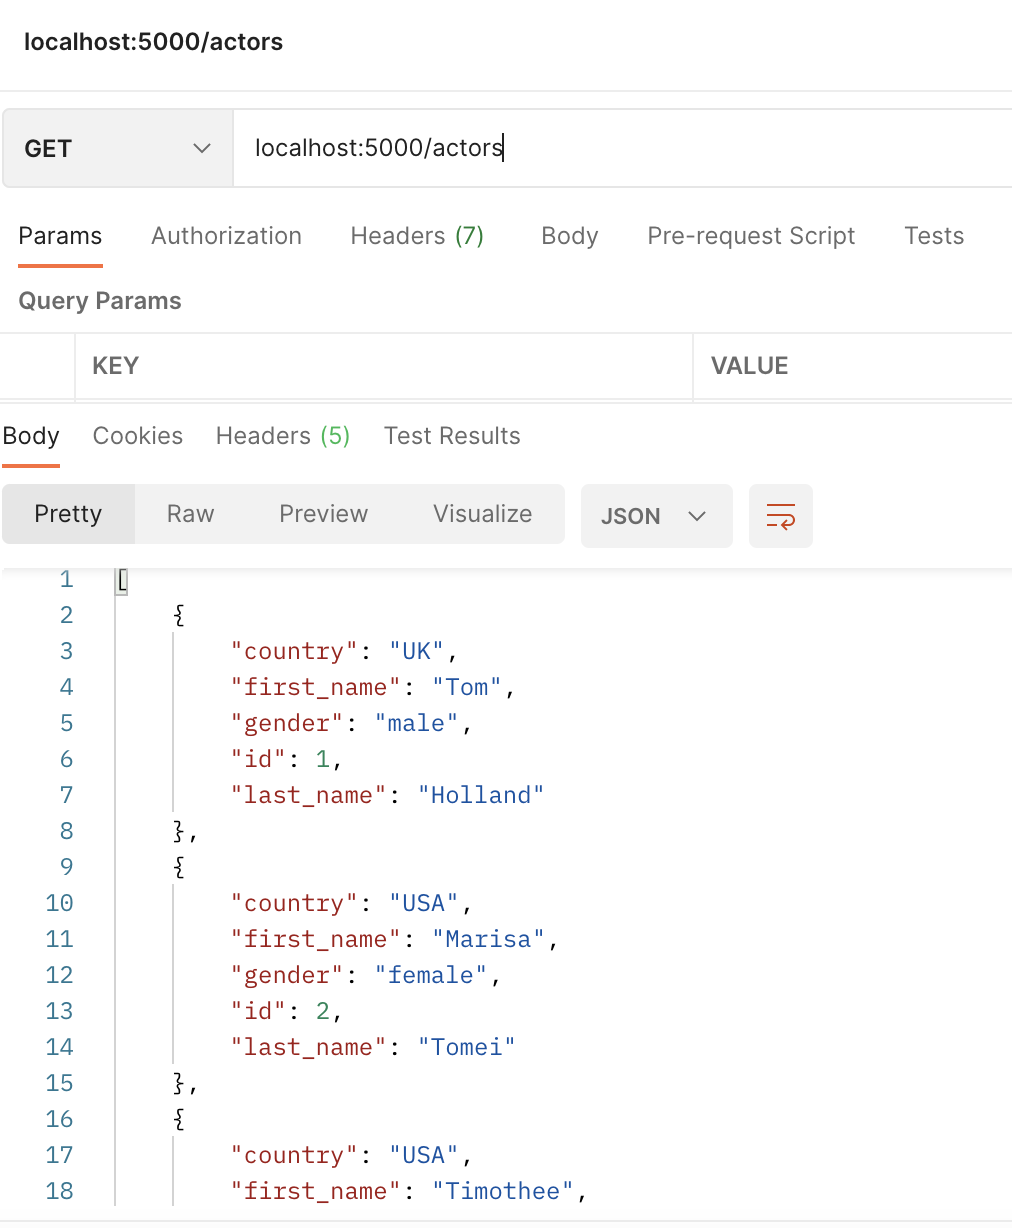 localhost:5000/actors
GET localhost:5000/actors
Params Authorization Headers (7) Body Pre-request Script Tests
Query Params
KEY VALUE
Body Cookies Headers (5) Test Results
Pretty Raw Preview Visualize JSON
1 [
2 {
3 "country": "UK",
4 "first_name": "Tom",
5 "gender": "male",
6 "id": 1,
7 "last_name": "Holland"
8 },
9 {
10 "country": "USA",
11 "first_name": "Marisa",
12 "gender": "female",
13 "id": 2,
14 "last_name": "Tomei"
15 },
16 {
17 "country": "USA",
18 "first_name": "Timothee",